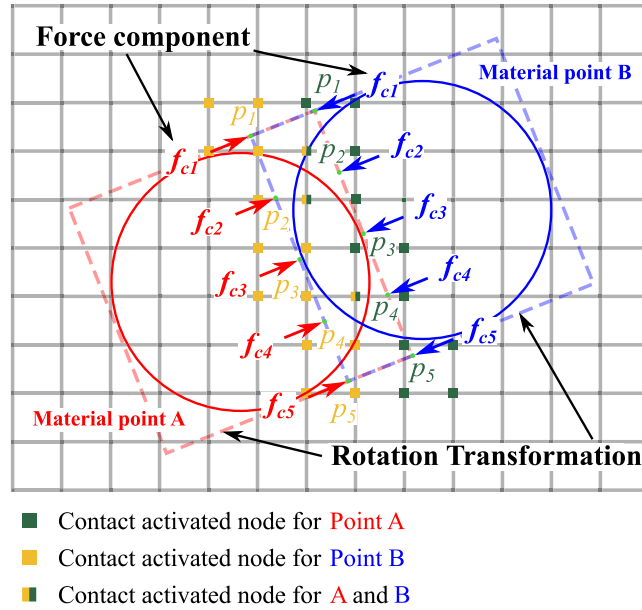 Force component
Material point B
p1
fc1
p1
fc1
p2
fc2
fc2
p2
fc3
p3
fc3
p3
fc4
p4
fc4
p4
fc5
p5
fc5
p5
Material point A
Rotation Transformation
Contact activated node for Point A
Contact activated node for Point B
Contact activated node for A and B